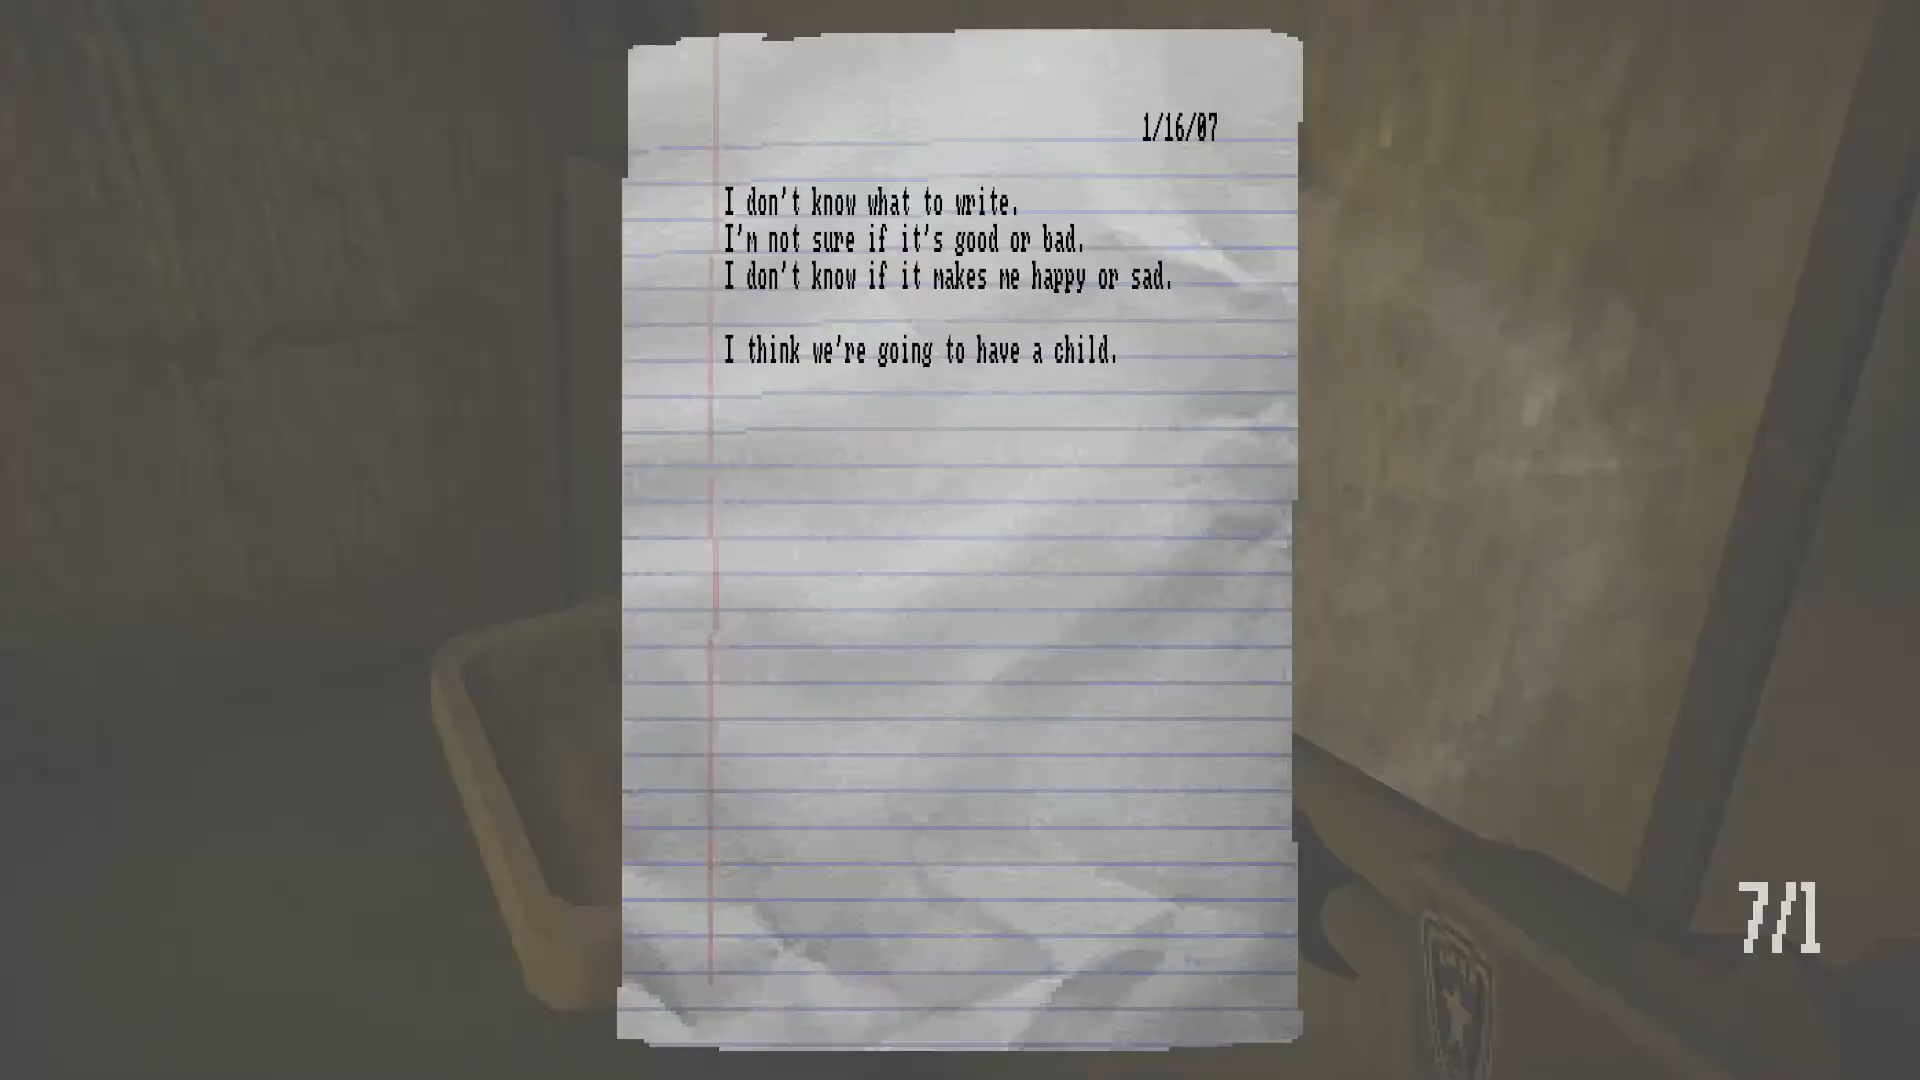 1/16/07
I don't know what to write.
I'm not sure if it's good or bad.
I don't know if it makes me happy or sad.
I think we're going to have a child.
7/1